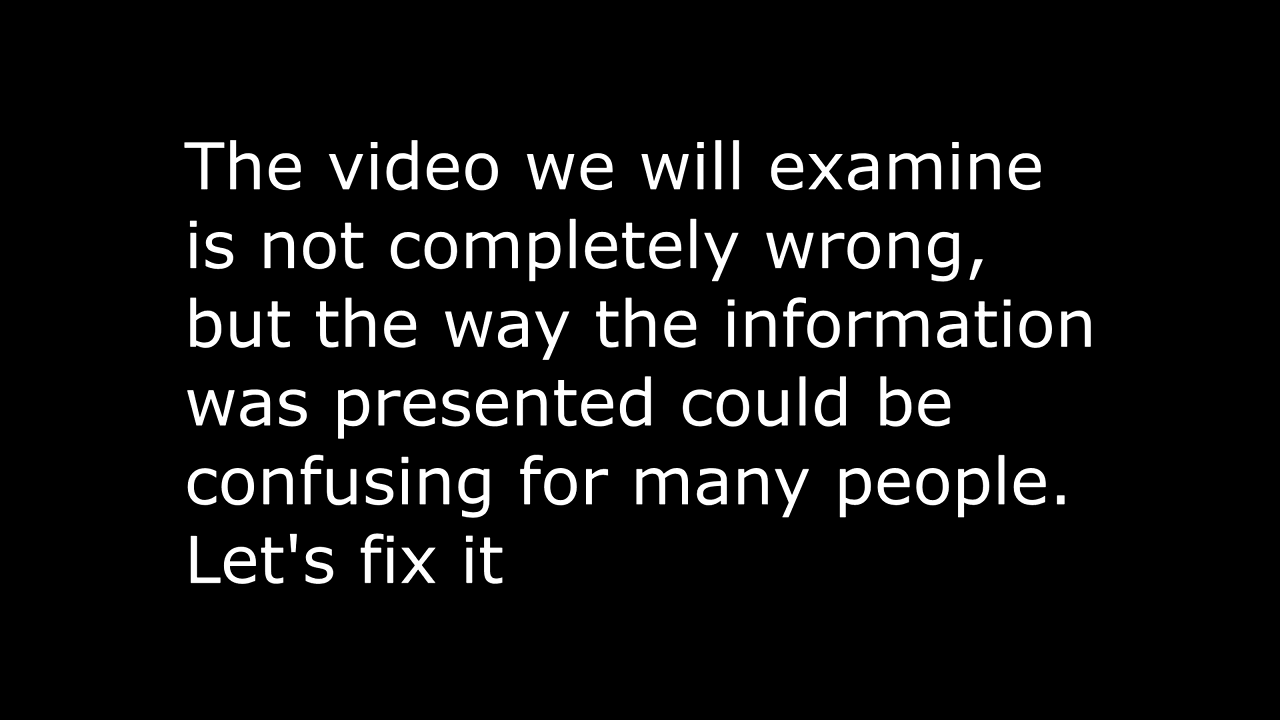 The video we will examine
is not completely wrong,
but the way the information
was presented could be
confusing for many people.
Let's fix it